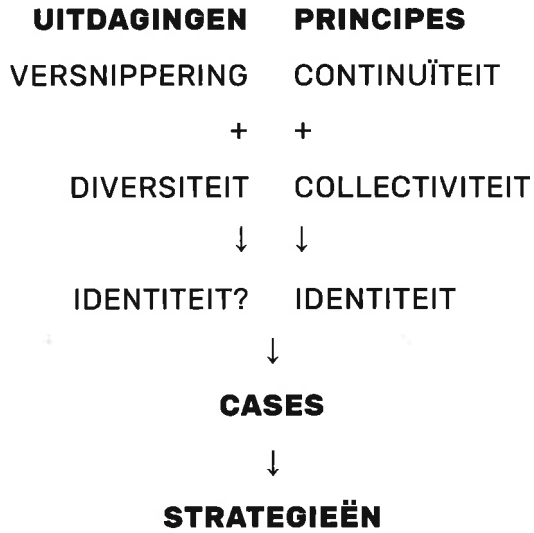 UITDAGINGEN PRINCIPES
VERSNIPPERING CONTINUÏTEIT
+ +
DIVERSITEIT COLLECTIVITEIT
↓ ↓
IDENTITEIT? IDENTITEIT
↓
CASES
↓
STRATEGIEËN